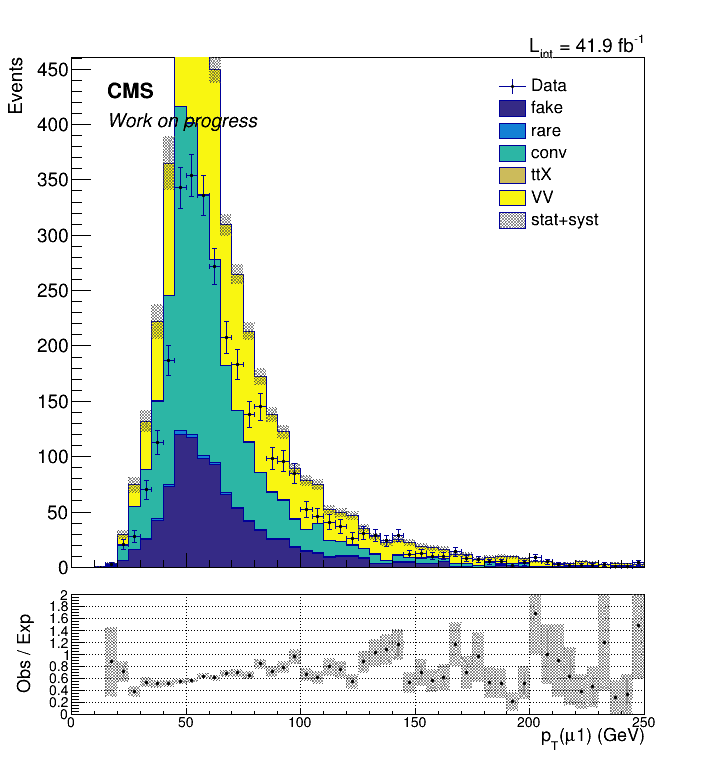 L_int = 41.9 fb^-1
CMS
Work on progress
Data
fake
rare
conv
ttX
VV
stat+syst
Events
450
400
350
300
250
200
150
100
50
0
Obs / Exp
2
1.8
1.6
1.4
1.2
1
0.8
0.6
0.4
0.2
0
0 50 100 150 200 250
p_T(μ1) (GeV)